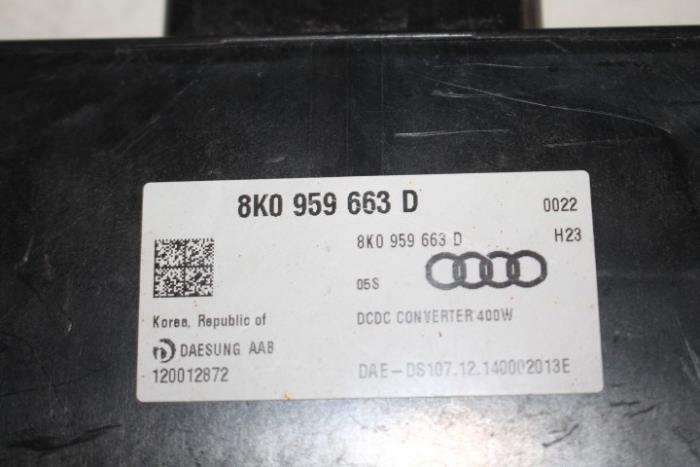 8K0 959 663 D
0022
8K0 959 663 D
H23
05S
Korea, Republic of
DCDC CONVERTER 400W
DAESUNG AAB
120012872
DAE-DS107.12.140002013E